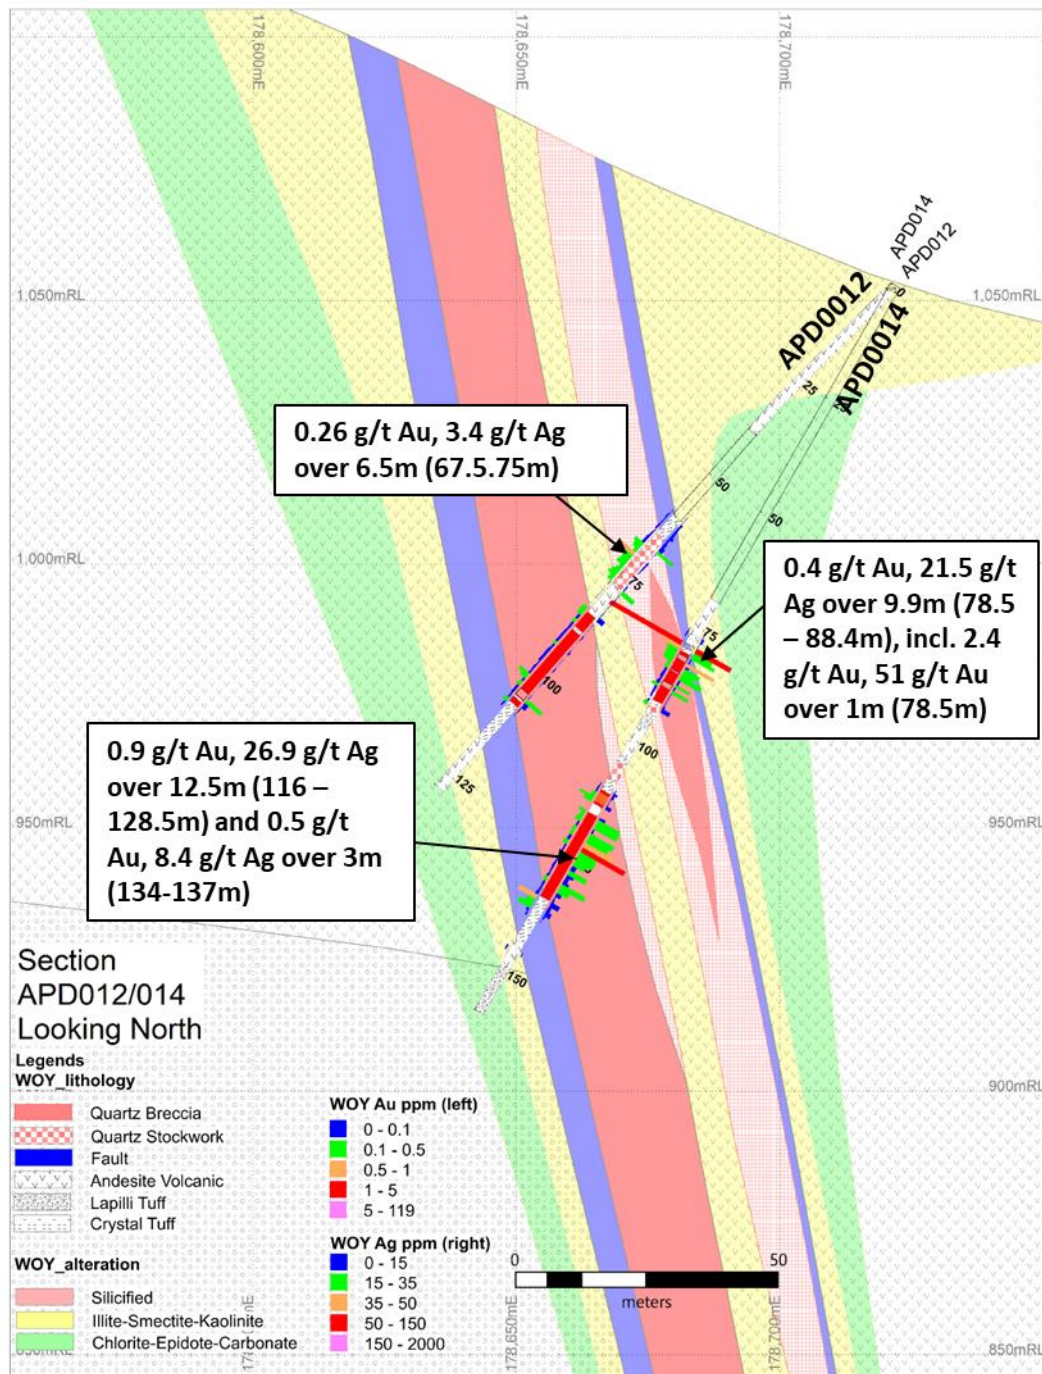 178,600mE
178,650mE
178,700mE
APD014
APD012
0
1,050mRL
1,050mRL
APD0012
APD0014
25
50
50
0.26 g/t Au, 3.4 g/t Ag
over 6.5m (67.5.75m)
1,000mRL
75
75
0.4 g/t Au, 21.5 g/t
Ag over 9.9m (78.5
– 88.4m), incl. 2.4
g/t Au, 51 g/t Au
over 1m (78.5m)
100
100
125
0.9 g/t Au, 26.9 g/t Ag
over 12.5m (116 –
128.5m) and 0.5 g/t
Au, 8.4 g/t Ag over 3m
(134-137m)
950mRL
950mRL
150
Section
APD012/014
Looking North
Legends
WOY_lithology
Quartz Breccia
Quartz Stockwork
Fault
Andesite Volcanic
Lapilli Tuff
Crystal Tuff
WOY_alteration
Silicified
Illite-Smectite-Kaolinite
Chlorite-Epidote-Carbonate
WOY Au ppm (left)
0 - 0.1
0.1 - 0.5
0.5 - 1
1 - 5
5 - 119
WOY Ag ppm (right)
0 - 15
15 - 35
35 - 50
50 - 150
150 - 2000
900mRL
0
50
meters
178,650mE
178,700mE
850mRL